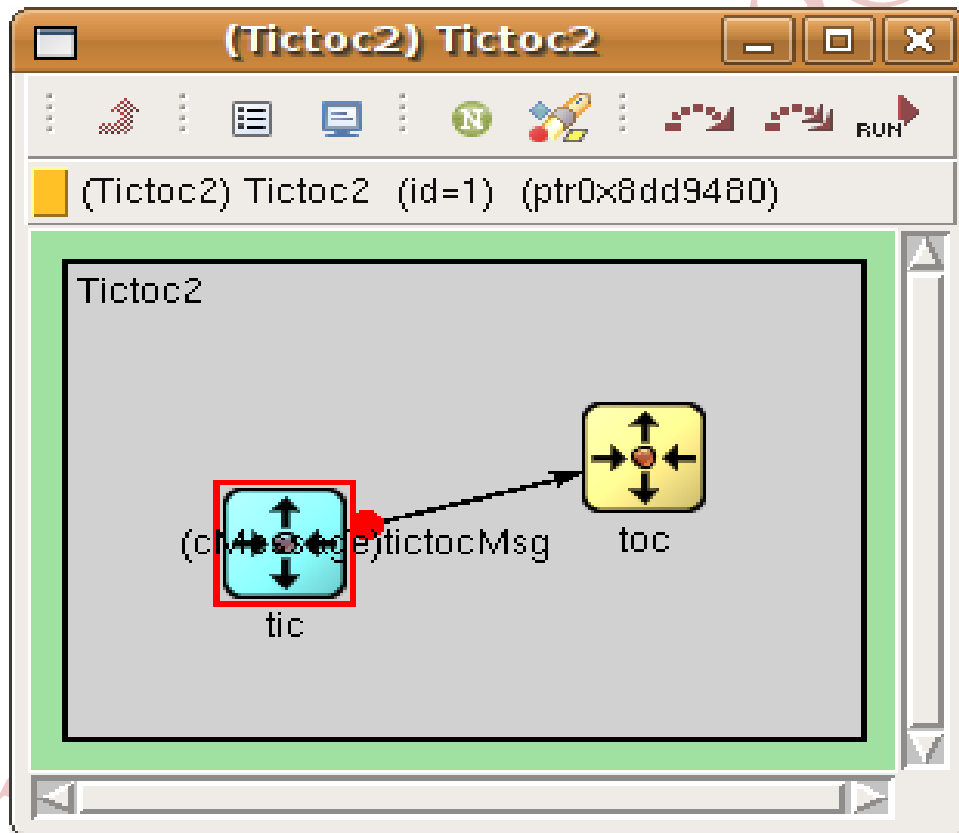 (Tictoc2) Tictoc2
N
RUN
(Tictoc2) Tictoc2 (id=1) (ptr0x8dd9480)
Tictoc2
toc
(cMessage)tictocMsg
tic